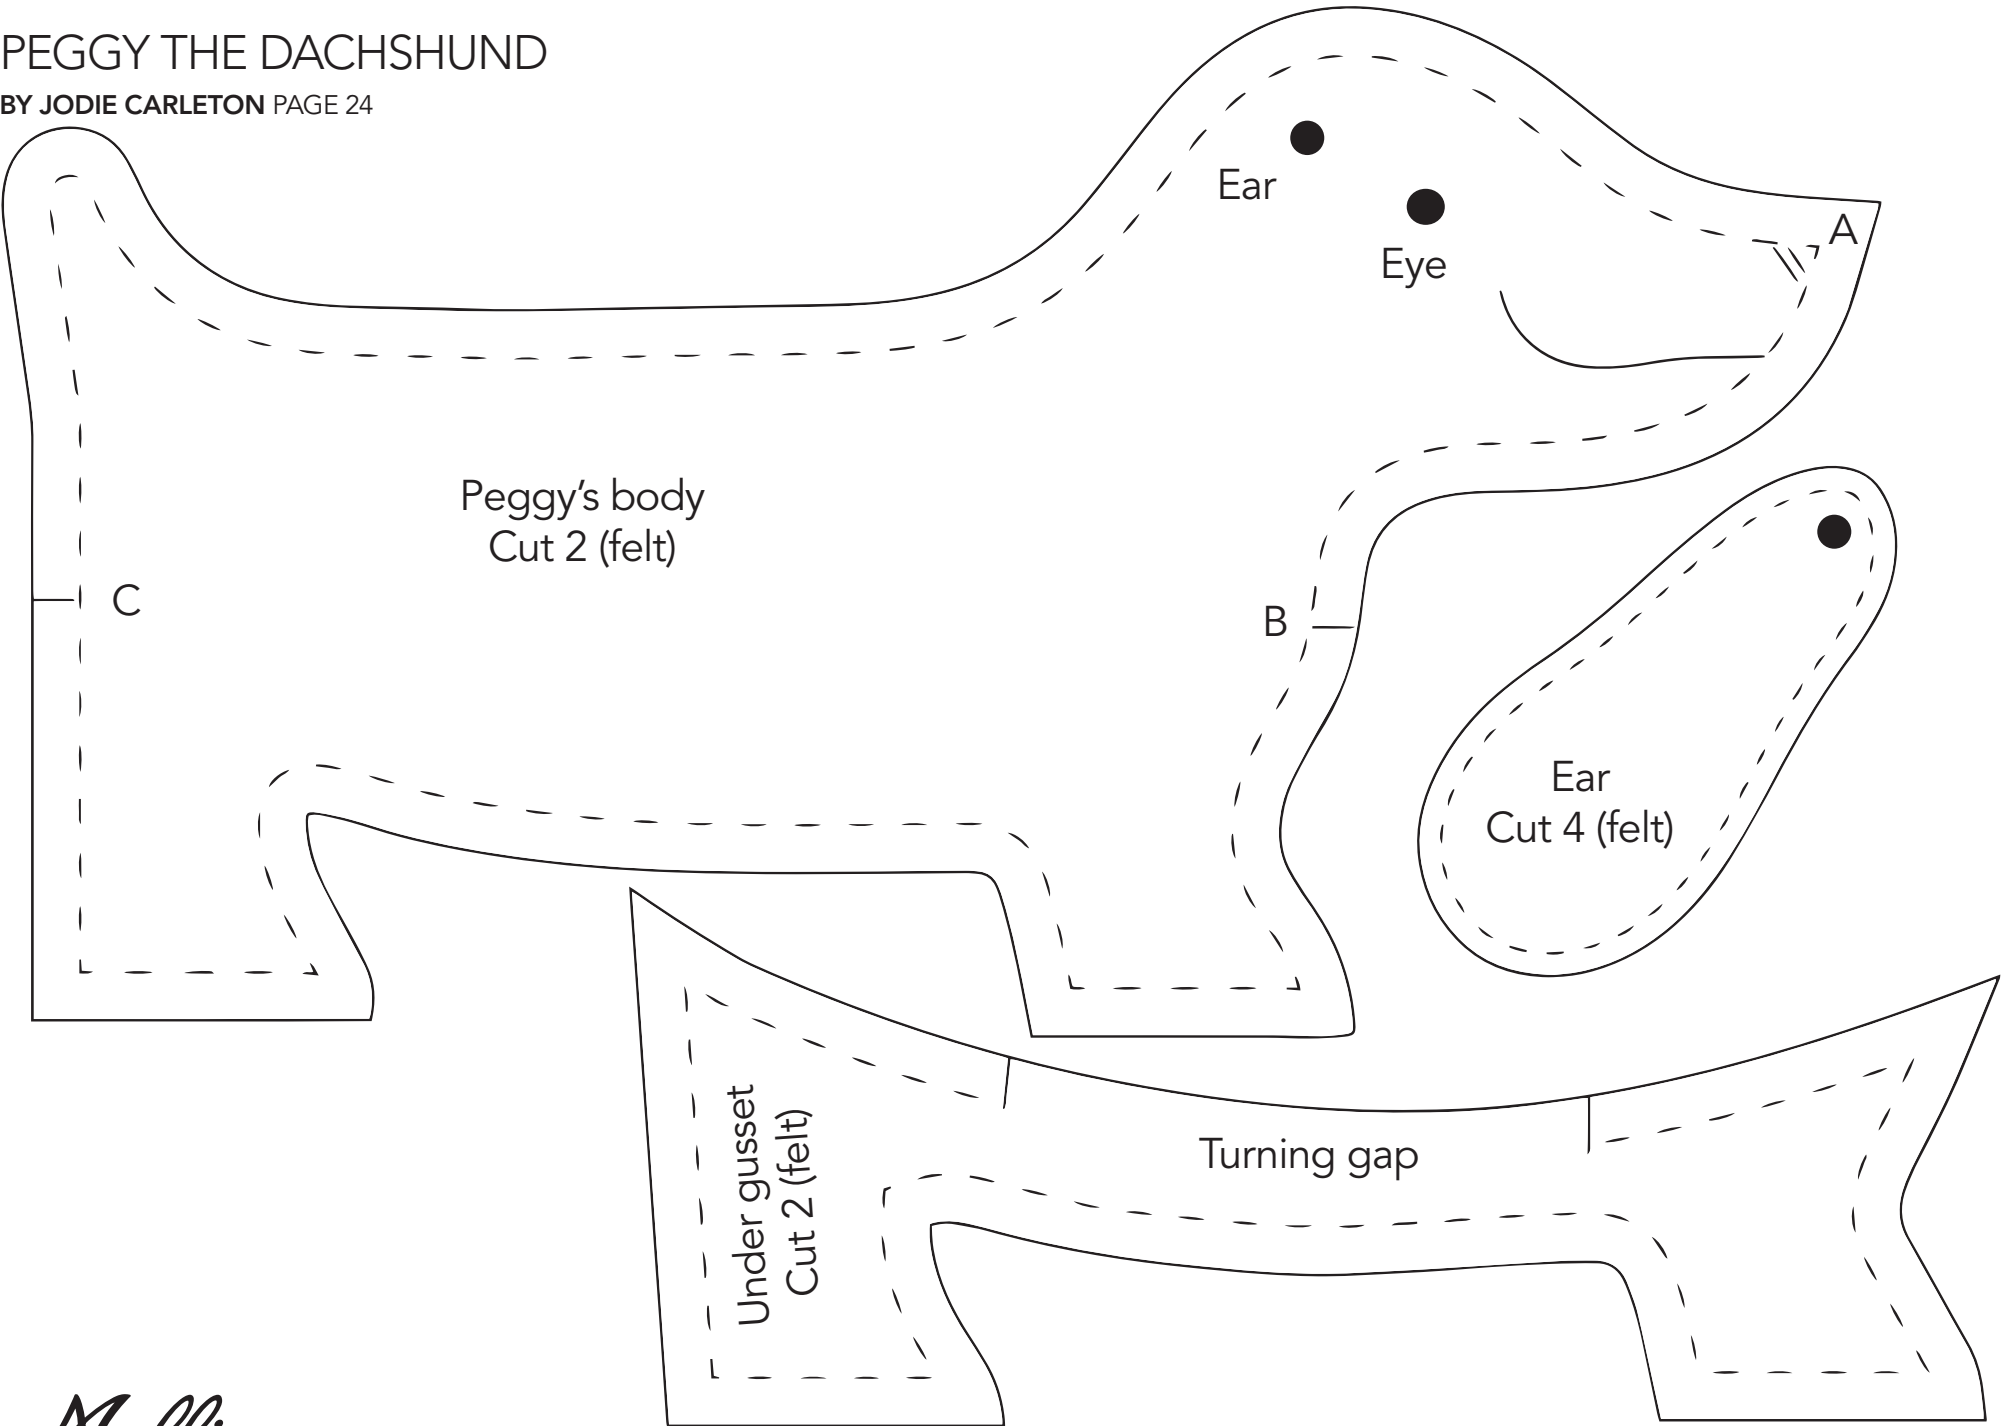 PEGGY THE DACHSHUND
BY JODIE CARLETON PAGE 24
Ear
Eye
A
Peggy’s body
Cut 2 (felt)
C
B
Ear
Cut 4 (felt)
Under gusset
Cut 2 (felt)
Turning gap